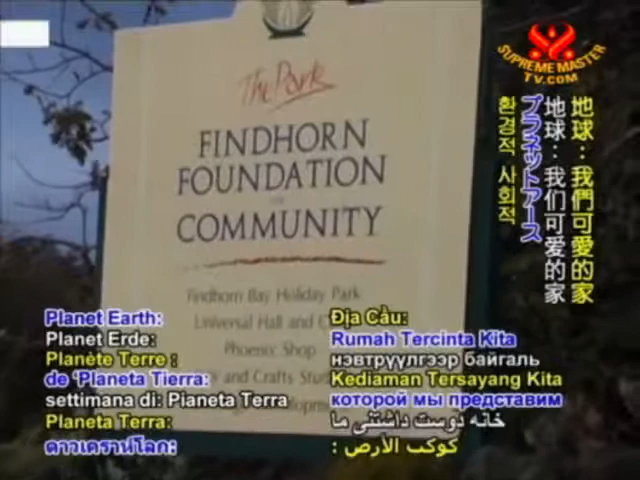 SUPREME MASTER
TV.COM
The Park
FINDHORN
FOUNDATION
COMMUNITY
Findhorn Bay Holiday Park
Universal Hall and
Phoenix Shop
and Crafts
地球：我們可愛的家
地球：我们可爱的家
プラネットアース
환경적 사회적
Planet Earth:
Planet Erde:
Planète Terre :
de 'Planeta Tierra:
settimana di: Pianeta Terra
Planeta Terra:
ดาวเคราะห์โลก:
Địa Cầu:
Rumah Tercinta Kita
нэвтрүүлгээр байгаль
Kediaman Tersayang Kita
которой мы представим
خانه دوست داشتنی ما
كوكب الأرض :